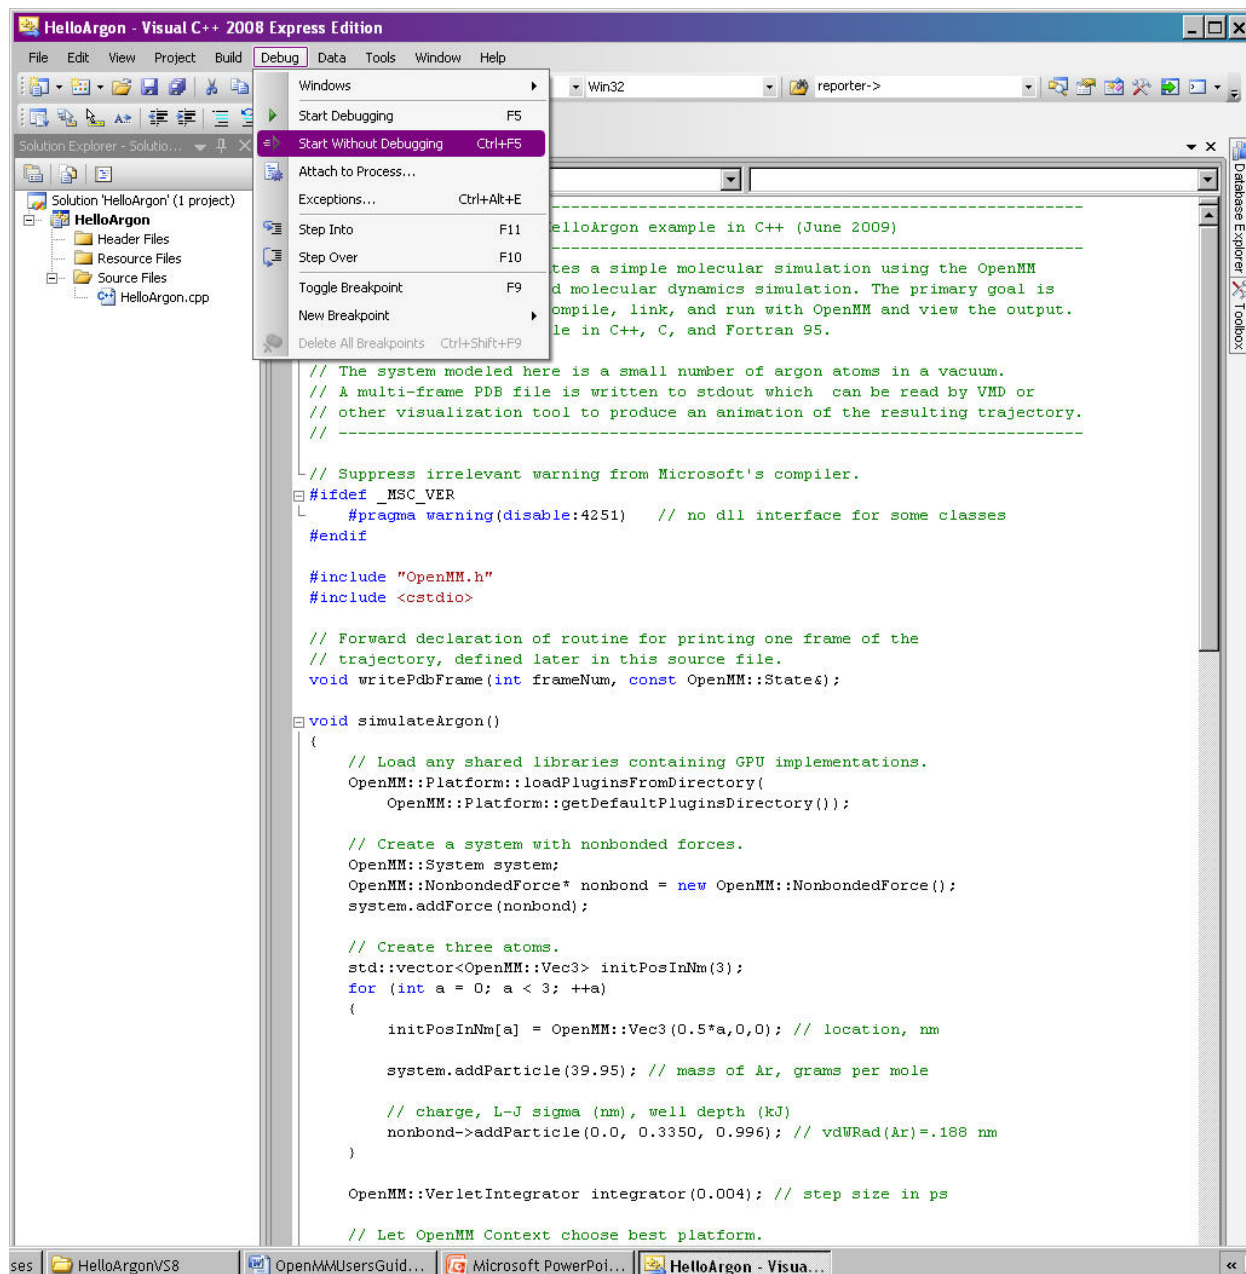 HelloArgon - Visual C++ 2008 Express Edition
File Edit View Project Build Debug Data Tools Window Help
Win32 reporter->
Windows
Start Debugging F5
Start Without Debugging Ctrl+F5
Attach to Process...
Exceptions... Ctrl+Alt+E
Step Into F11
Step Over F10
Toggle Breakpoint F9
New Breakpoint
Delete All Breakpoints Ctrl+Shift+F9
Solution Explorer - Solutio...
Solution 'HelloArgon' (1 project)
HelloArgon
Header Files
Resource Files
Source Files
HelloArgon.cpp
Database Explorer
Toolbox
-----------------------------------------------------------
elloArgon example in C++ (June 2009)
-----------------------------------------------------------
tes a simple molecular simulation using the OpenMM
d molecular dynamics simulation. The primary goal is
ompile, link, and run with OpenMM and view the output.
le in C++, C, and Fortran 95.
// The system modeled here is a small number of argon atoms in a vacuum.
// A multi-frame PDB file is written to stdout which  can be read by VMD or
// other visualization tool to produce an animation of the resulting trajectory.
// -----------------------------------------------------------------------------
// Suppress irrelevant warning from Microsoft's compiler.
#ifdef _MSC_VER
    #pragma warning(disable:4251)   // no dll interface for some classes
#endif
#include "OpenMM.h"
#include <cstdio>
// Forward declaration of routine for printing one frame of the
// trajectory, defined later in this source file.
void writePdbFrame(int frameNum, const OpenMM::State&);
void simulateArgon()
{
    // Load any shared libraries containing GPU implementations.
    OpenMM::Platform::loadPluginsFromDirectory(
        OpenMM::Platform::getDefaultPluginsDirectory());
    // Create a system with nonbonded forces.
    OpenMM::System system;
    OpenMM::NonbondedForce* nonbond = new OpenMM::NonbondedForce();
    system.addForce(nonbond);
    // Create three atoms.
    std::vector<OpenMM::Vec3> initPosInNm(3);
    for (int a = 0; a < 3; ++a)
    {
        initPosInNm[a] = OpenMM::Vec3(0.5*a,0,0); // location, nm
        system.addParticle(39.95); // mass of Ar, grams per mole
        // charge, L-J sigma (nm), well depth (kJ)
        nonbond->addParticle(0.0, 0.3350, 0.996); // vdWRad(Ar)=.188 nm
    }
    OpenMM::VerletIntegrator integrator(0.004); // step size in ps
    // Let OpenMM Context choose best platform.
ses HelloArgonVS8 OpenMMUsersGuid... Microsoft PowerPoi... HelloArgon - Visua... «